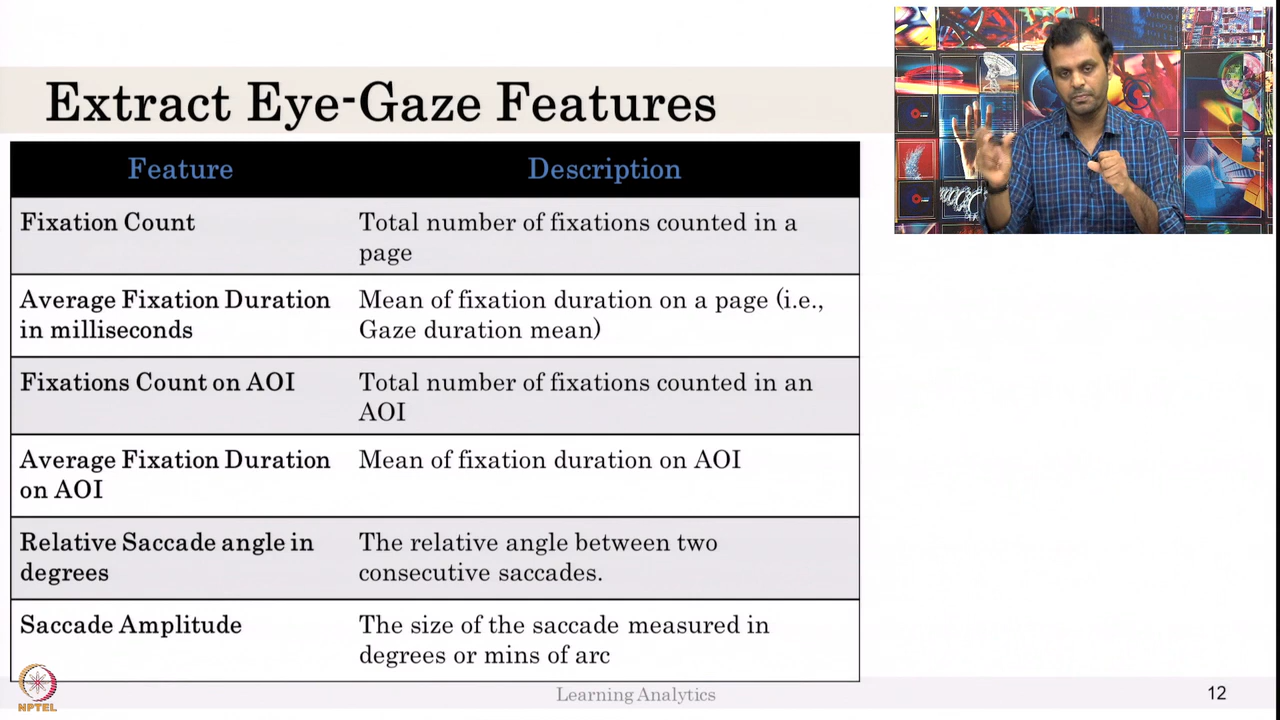 Extract Eye-Gaze Features
Feature Description
Fixation Count Total number of fixations counted in a
page
Average Fixation Duration Mean of fixation duration on a page (i.e.,
in milliseconds Gaze duration mean)
Fixations Count on AOI Total number of fixations counted in an
AOI
Average Fixation Duration Mean of fixation duration on AOI
on AOI
Relative Saccade angle in The relative angle between two
degrees consecutive saccades.
Saccade Amplitude The size of the saccade measured in
degrees or mins of arc
NPTEL
Learning Analytics 12